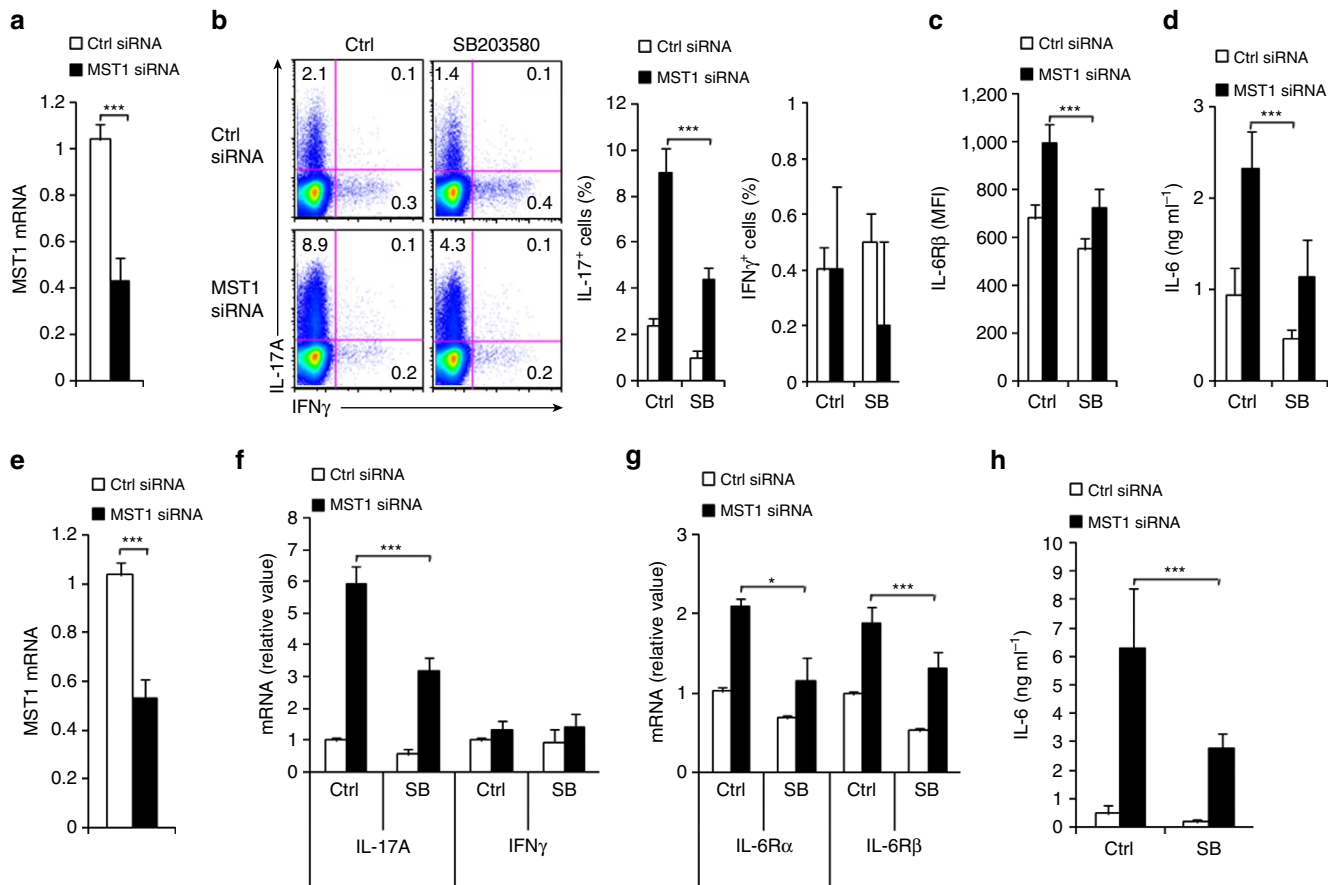 a
Ctrl siRNA
MST1 siRNA
MST1 mRNA
1.2
1
0.8
0.6
0.4
0.2
0
***
b
Ctrl
SB203580
Ctrl siRNA
MST1 siRNA
2.1
0.1
0.3
1.4
0.1
0.4
8.9
0.1
0.2
4.3
0.1
0.2
IL-17A
IFNγ
Ctrl siRNA
MST1 siRNA
IL-17+ cells (%)
12
10
8
6
4
2
0
***
Ctrl
SB
IFNγ+ cells (%)
1
0.8
0.6
0.4
0.2
0
Ctrl
SB
c
Ctrl siRNA
MST1 siRNA
IL-6Rβ (MFI)
1,200
1.000
800
600
400
200
0
***
Ctrl
SB
d
Ctrl siRNA
MST1 siRNA
IL-6 (ng ml−1)
3
2
1
0
***
Ctrl
SB
e
Ctrl siRNA
MST1 siRNA
MST1 mRNA
1.2
1
0.8
0.6
0.4
0.2
0
***
f
Ctrl siRNA
MST1 siRNA
mRNA (relative value)
8
7
6
5
4
3
2
1
0
***
Ctrl
SB
Ctrl
SB
IL-17A
IFNγ
g
Ctrl siRNA
MST1 siRNA
mRNA (relative value)
3
2
1
0
*
***
Ctrl
SB
Ctrl
SB
IL-6Rα
IL-6Rβ
h
Ctrl siRNA
MST1 siRNA
IL-6 (ng ml−1)
10
9
8
7
6
5
4
3
2
1
0
***
Ctrl
SB